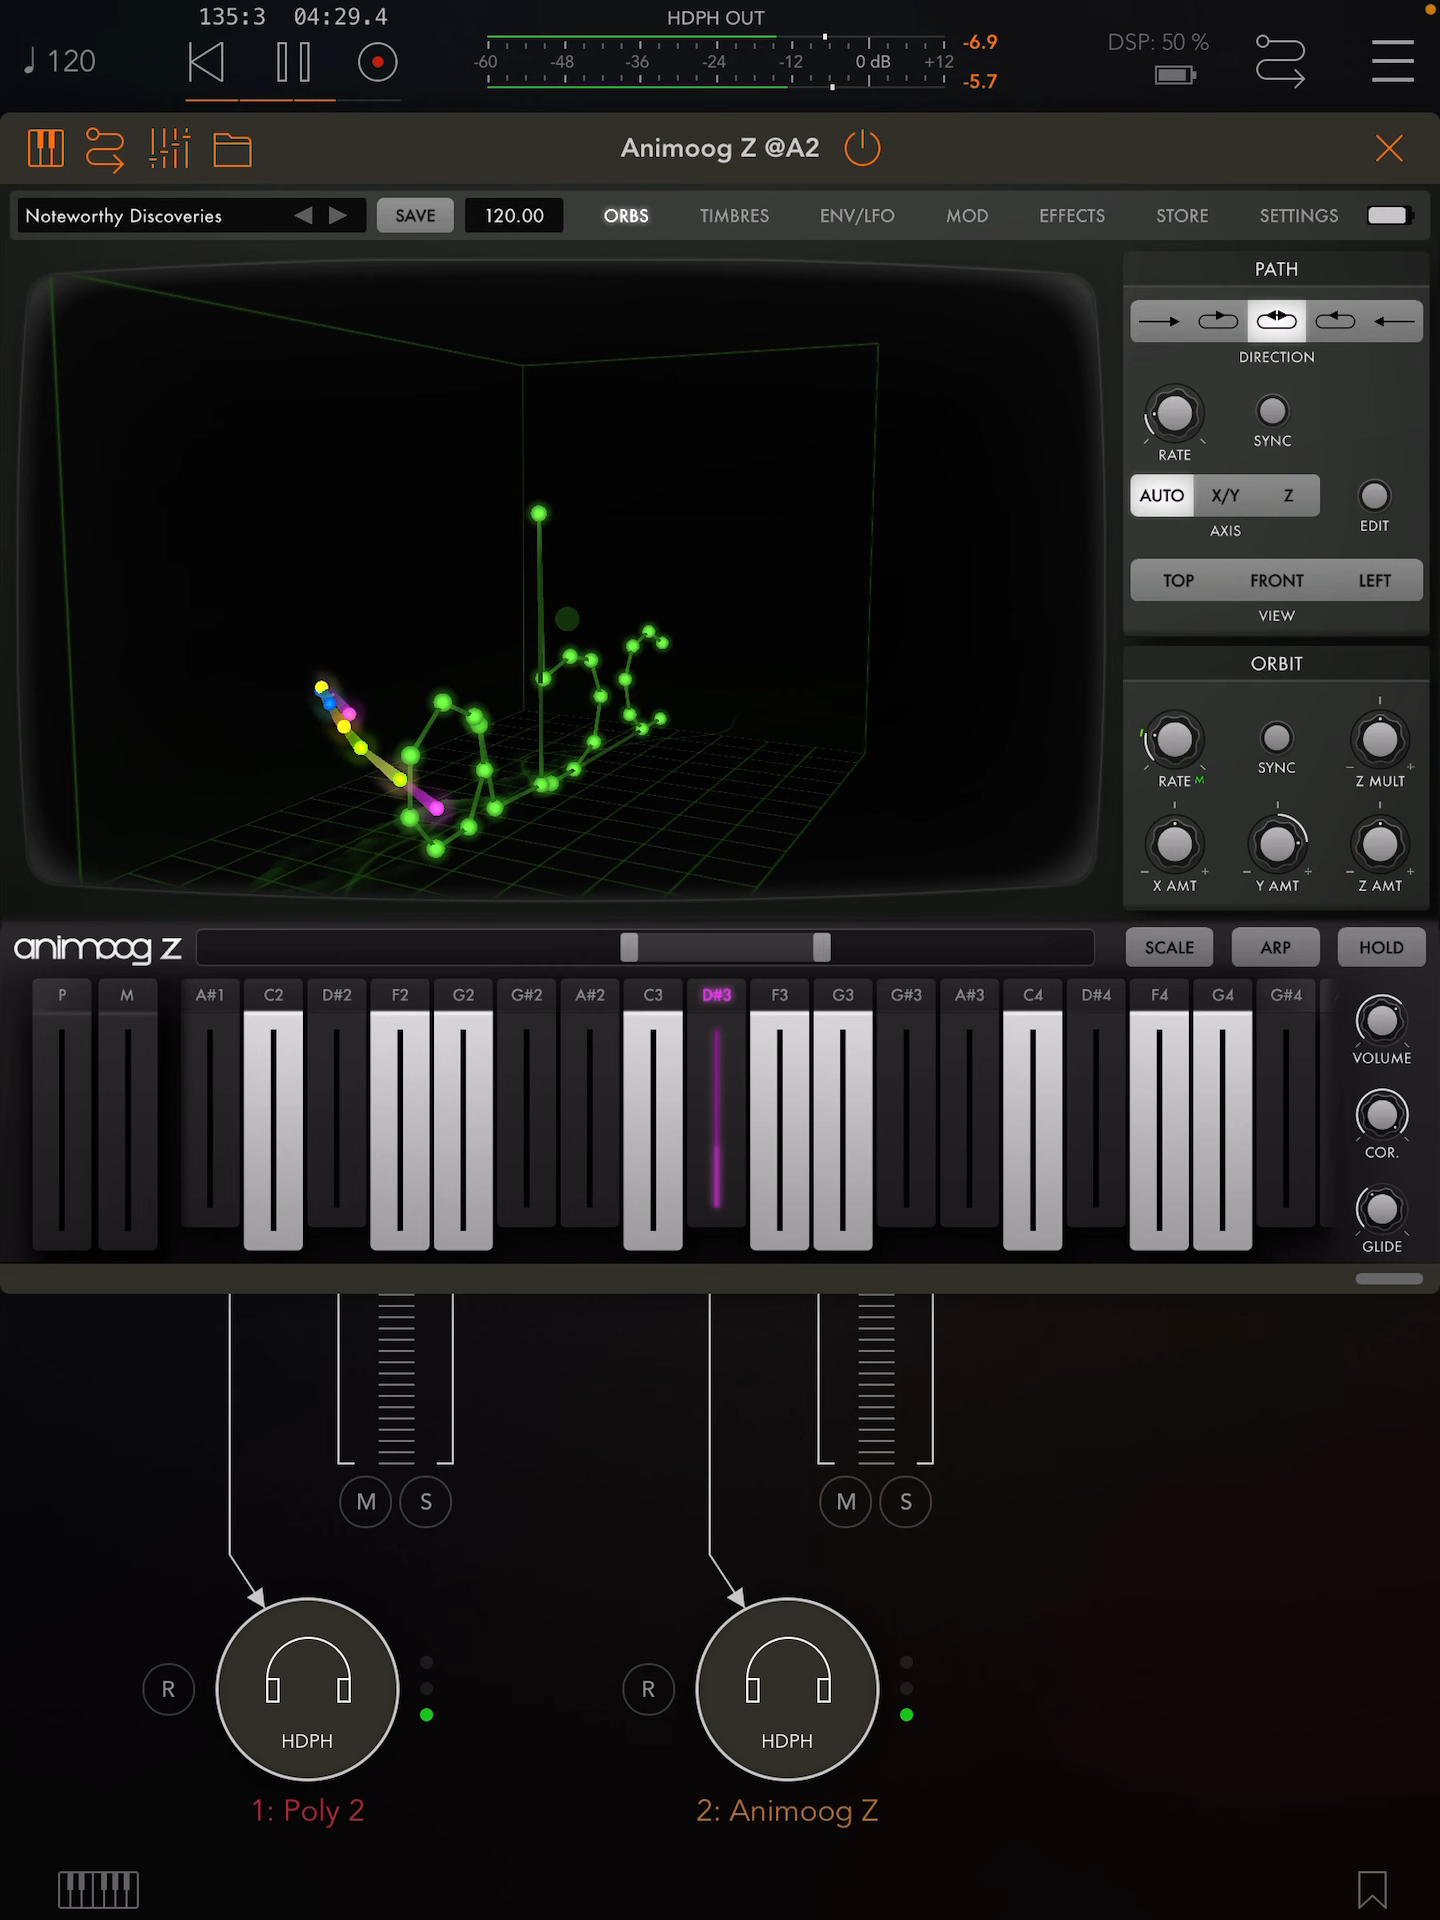 135:3 04:29.4
HDPH OUT
120
-60 -48 -36 -24 -12 0 dB +12
-6.9
-5.7
DSP: 50 %
Animoog Z @A2
Noteworthy Discoveries
SAVE
120.00
ORBS TIMBRES ENV/LFO MOD EFFECTS STORE SETTINGS
PATH
DIRECTION
RATE SYNC
AUTO X/Y Z
AXIS
EDIT
TOP FRONT LEFT
VIEW
ORBIT
RATE M SYNC Z MULT
X AMT Y AMT Z AMT
animoog Z
SCALE ARP HOLD
P M A#1 C2 D#2 F2 G2 G#2 A#2 C3 D#3 F3 G3 G#3 A#3 C4 D#4 F4 G4 G#4
VOLUME
COR.
GLIDE
M S M S
R R
HDPH HDPH
1: Poly 2 2: Animoog Z